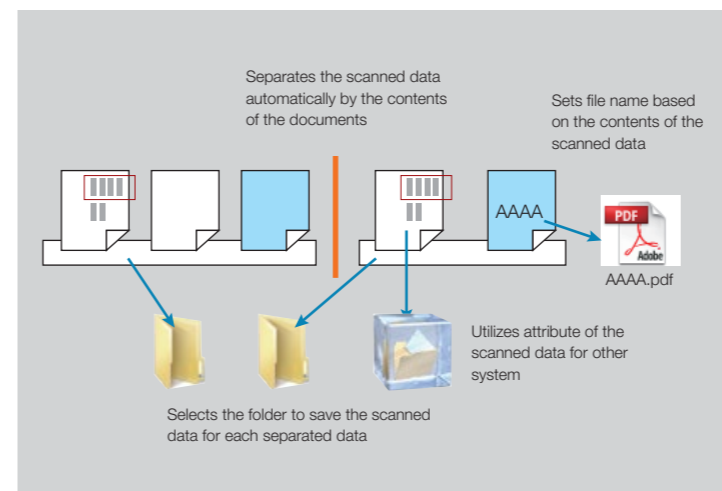 Separates the scanned data
automatically by the contents
of the documents
Sets file name based
on the contents of the
scanned data
AAAA
PDF
Adobe
AAAA.pdf
Utilizes attribute of the
scanned data for other
system
Selects the folder to save the scanned
data for each separated data